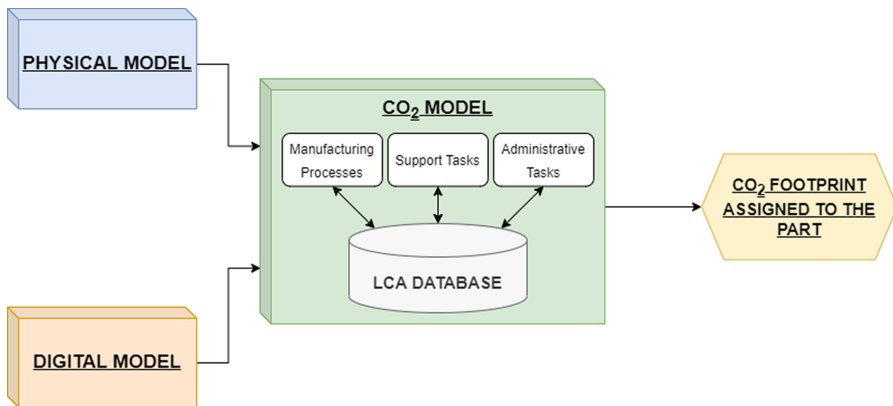 PHYSICAL MODEL
CO₂ MODEL
Manufacturing
Processes
Support Tasks
Administrative
Tasks
LCA DATABASE
DIGITAL MODEL
CO₂ FOOTPRINT
ASSIGNED TO THE
PART